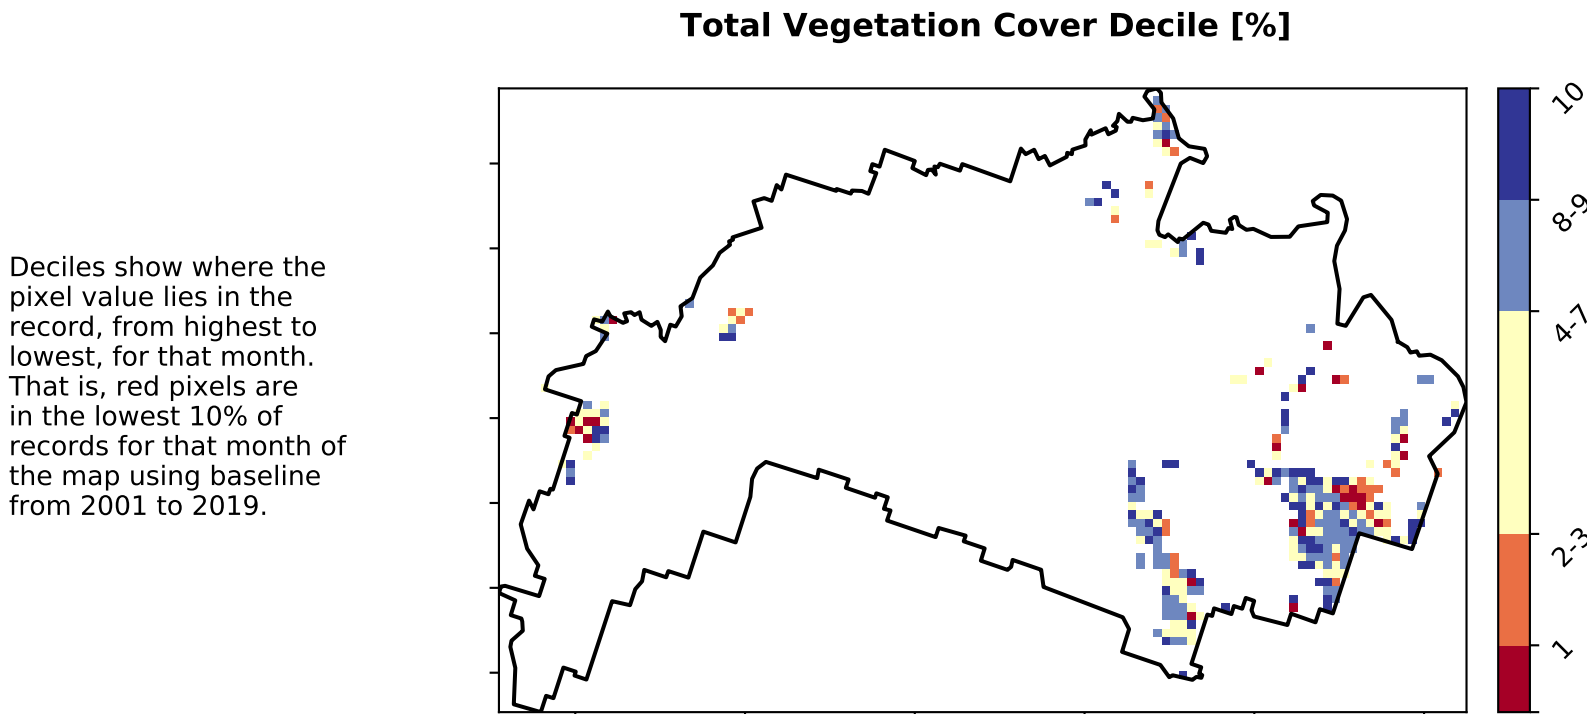 Total Vegetation Cover Decile [%]
Deciles show where the
pixel value lies in the
record, from highest to
lowest, for that month.
That is, red pixels are
in the lowest 10% of
records for that month of
the map using baseline
from 2001 to 2019.
10
8-9
4-7
2-3
1